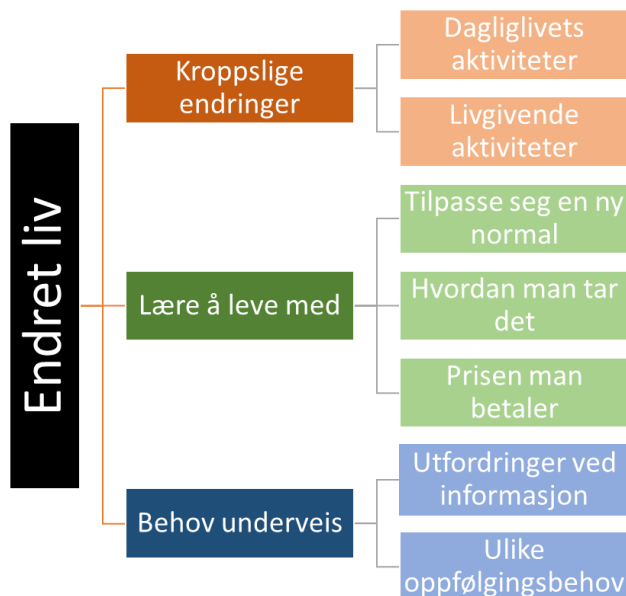 Endret liv
Kroppslige
endringer
Dagliglivets
aktiviteter
Livgivende
aktiviteter
Lære å leve med
Tilpasse seg en ny
normal
Hvordan man tar
det
Prisen man
betaler
Behov underveis
Utfordringer ved
informasjon
Ulike
oppfølgingsbehov